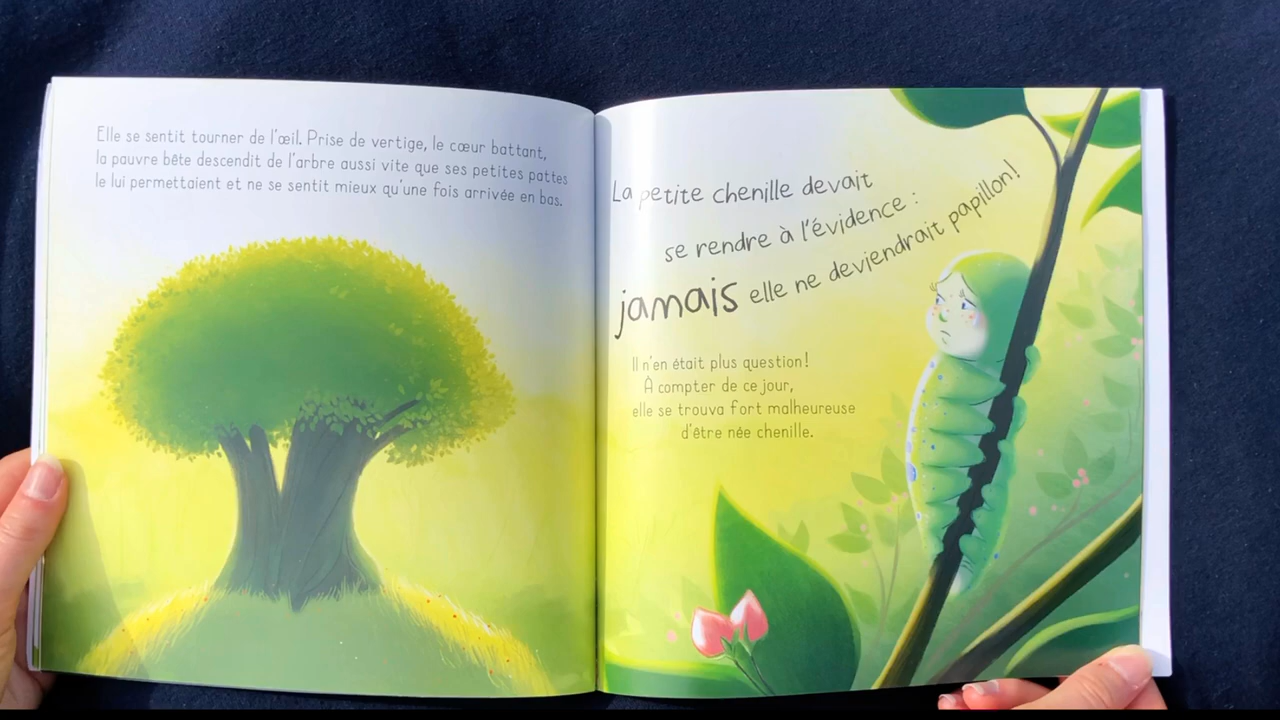 Elle se sentit tourner de l'œil. Prise de vertige, le cœur battant,
la pauvre bête descendit de l'arbre aussi vite que ses petites pattes
le lui permettaient et ne se sentit mieux qu'une fois arrivée en bas.
La petite chenille devait
se rendre à l'évidence :
jamais elle ne deviendrait papillon!
Il n'en était plus question!
À compter de ce jour,
elle se trouva fort malheureuse
d'être née chenille.